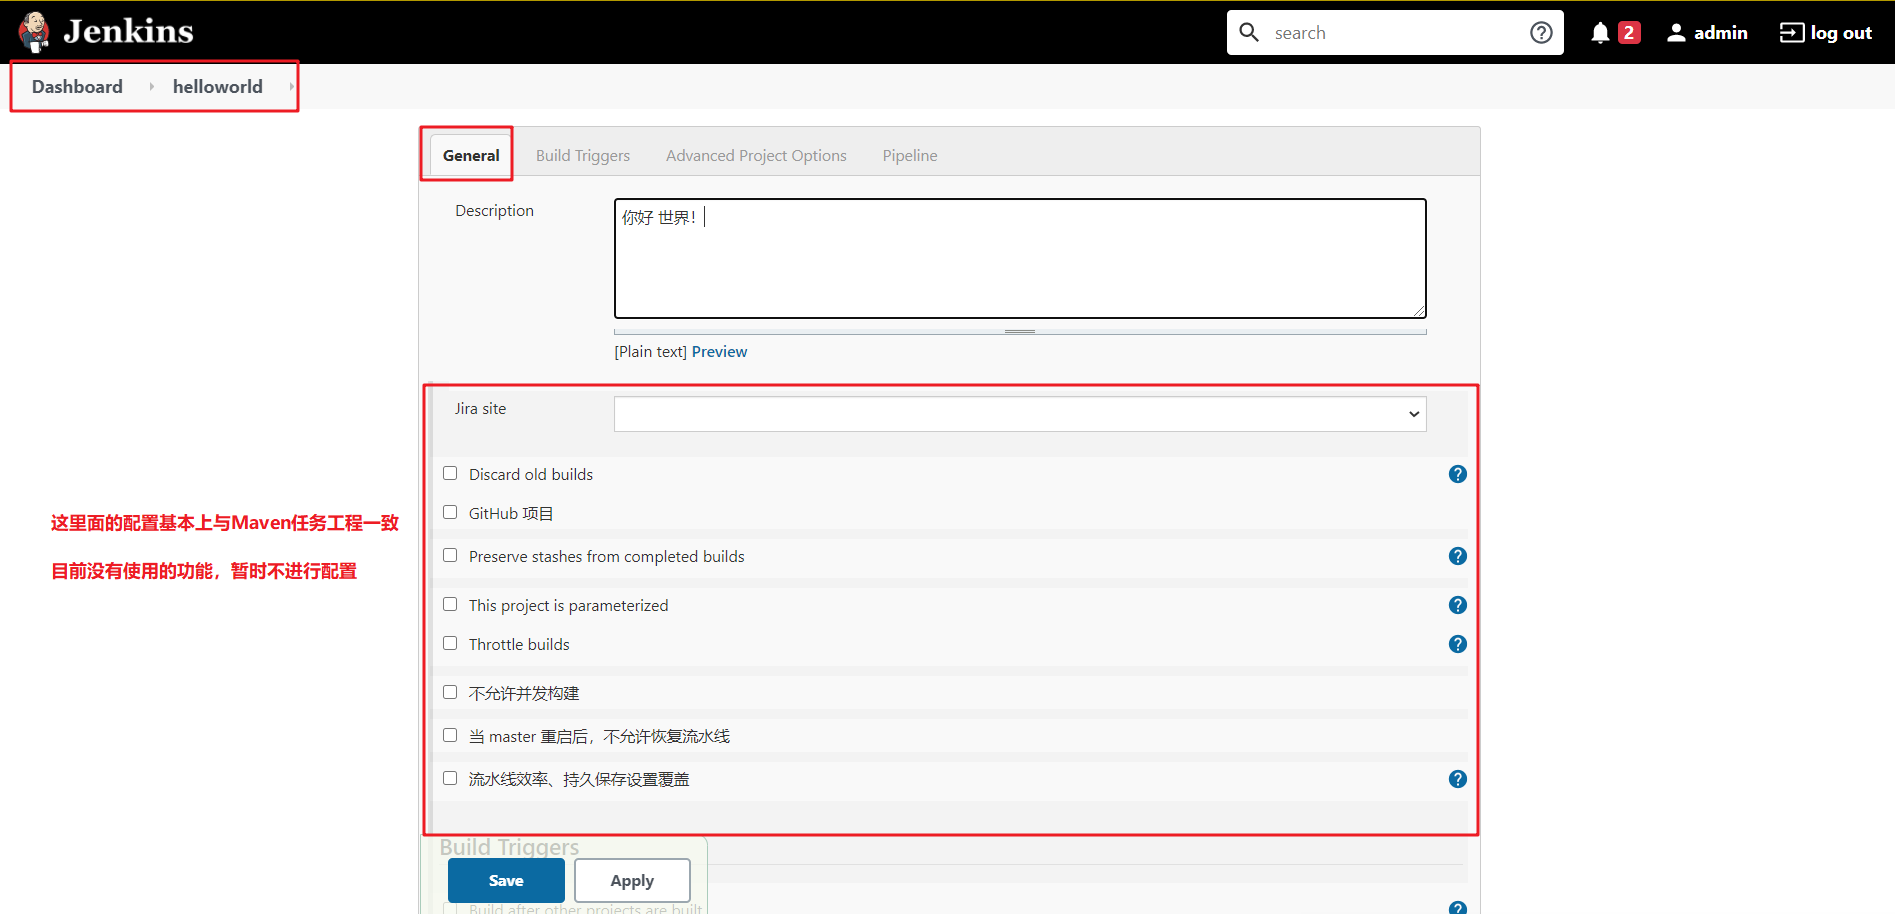 Jenkins
search
2
admin
log out
Dashboard
helloworld
General
Build Triggers
Advanced Project Options
Pipeline
Description
你好 世界！
[Plain text] Preview
Jira site
Discard old builds
GitHub 项目
Preserve stashes from completed builds
This project is parameterized
Throttle builds
不允许并发构建
当 master 重启后，不允许恢复流水线
流水线效率、持久保存设置覆盖
这里面的配置基本上与Maven任务工程一致
目前没有使用的功能，暂时不进行配置
Build Triggers
Save
Apply
Build after other projects are built